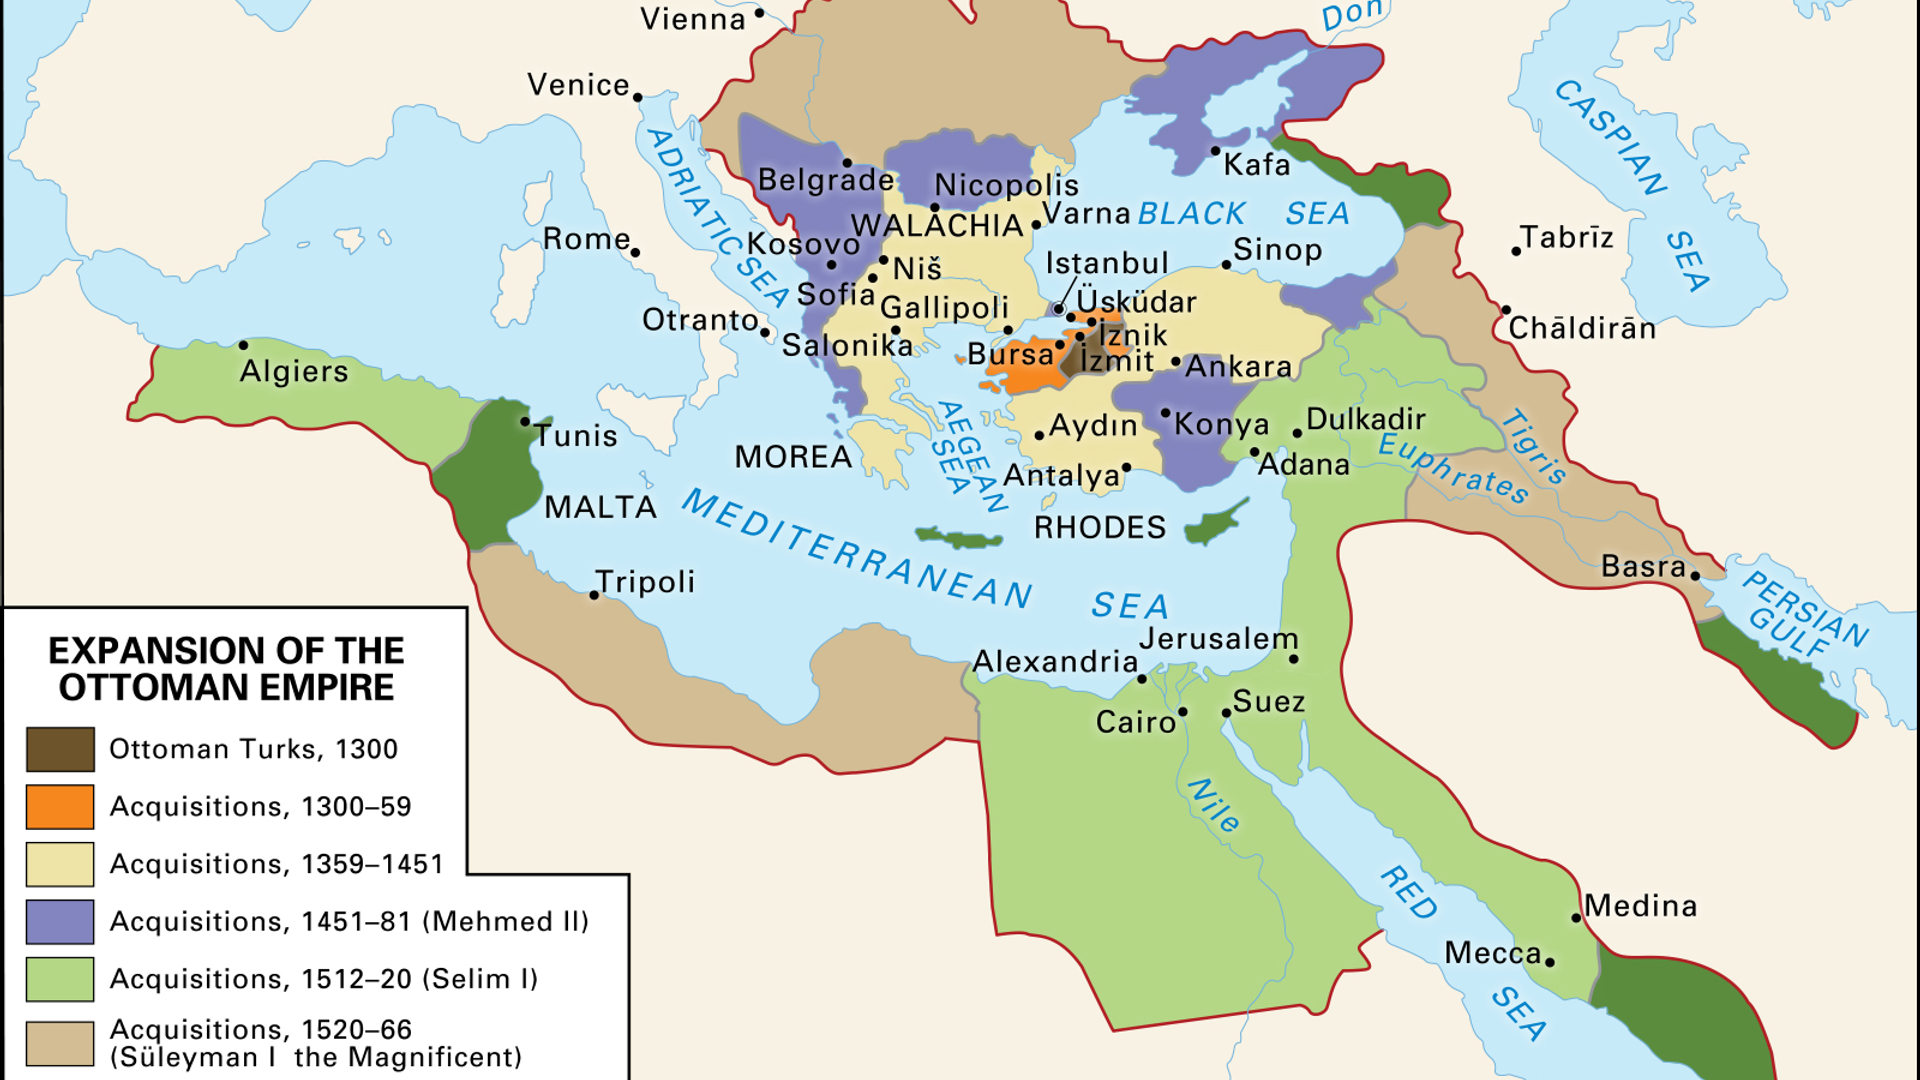 Don
Vienna
Venice
CASPIAN SEA
ADRIATIC SEA
Belgrade
Kafa
Nicopolis
WALACHIA
Varna
BLACK SEA
Rome
Kosovo
Niš
Istanbul
Sinop
Tabrīz
Sofia
Gallipoli
Üsküdar
Otranto
Salonika
İznik
Chāldirān
Bursa
İzmit
Ankara
Algiers
AEGEAN SEA
Aydın
Konya
Dulkadir
Tigris
Tunis
MOREA
Euphrates
Antalya
Adana
MALTA
MEDITERRANEAN SEA
RHODES
Basra
Tripoli
PERSIAN GULF
Jerusalem
Alexandria
Suez
Cairo
Nile
RED SEA
Medina
Mecca
EXPANSION OF THE
OTTOMAN EMPIRE
Ottoman Turks, 1300
Acquisitions, 1300–59
Acquisitions, 1359–1451
Acquisitions, 1451–81 (Mehmed II)
Acquisitions, 1512–20 (Selim I)
Acquisitions, 1520–66
(Süleyman I the Magnificent)